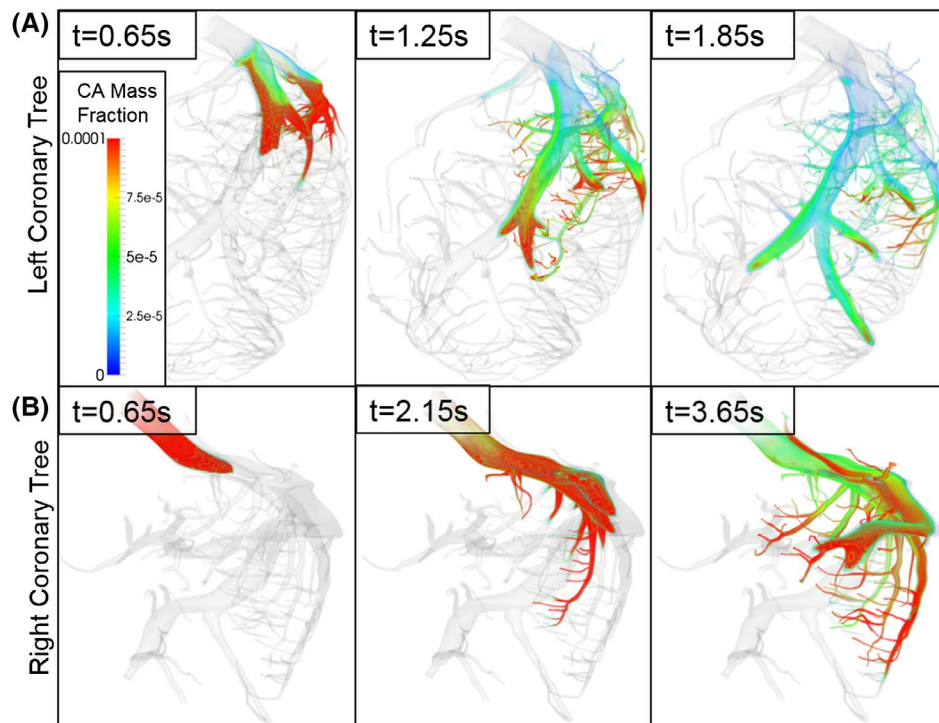 (A)
t=0.65s
t=1.25s
t=1.85s
Left Coronary Tree
CA Mass
Fraction
0.0001
7.5e-5
5e-5
2.5e-5
0
(B)
t=0.65s
t=2.15s
t=3.65s
Right Coronary Tree